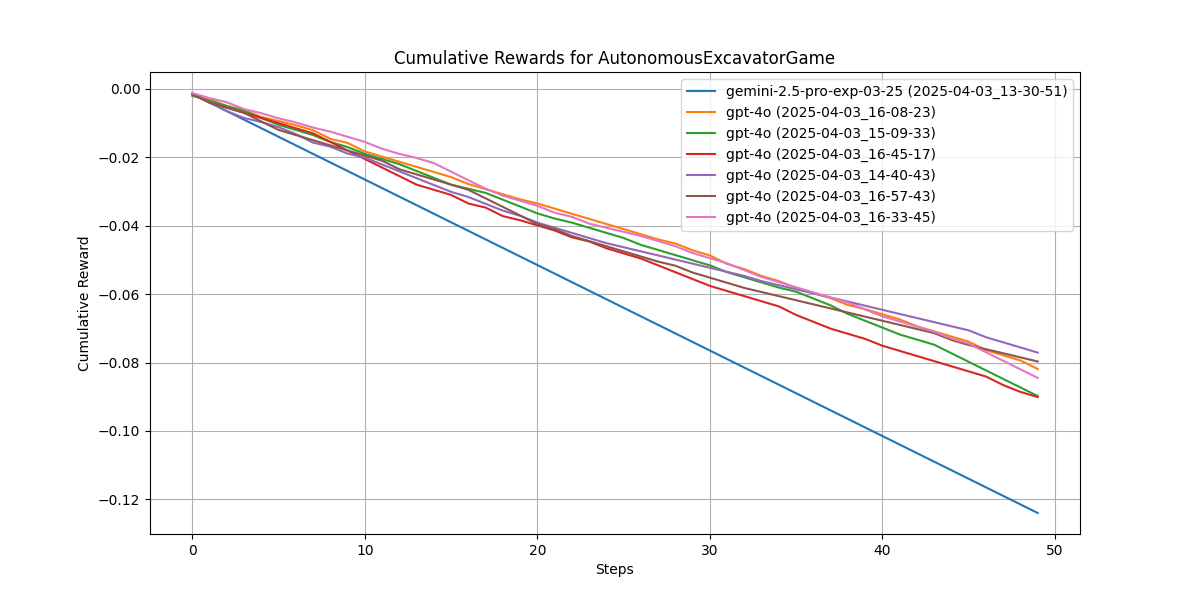 Cumulative Rewards for AutonomousExcavatorGame
gemini-2.5-pro-exp-03-25 (2025-04-03_13-30-51)
gpt-4o (2025-04-03_16-08-23)
gpt-4o (2025-04-03_15-09-33)
gpt-4o (2025-04-03_16-45-17)
gpt-4o (2025-04-03_14-40-43)
gpt-4o (2025-04-03_16-57-43)
gpt-4o (2025-04-03_16-33-45)
Cumulative Reward
0.00
−0.02
−0.04
−0.06
−0.08
−0.10
−0.12
0 10 20 30 40 50
Steps